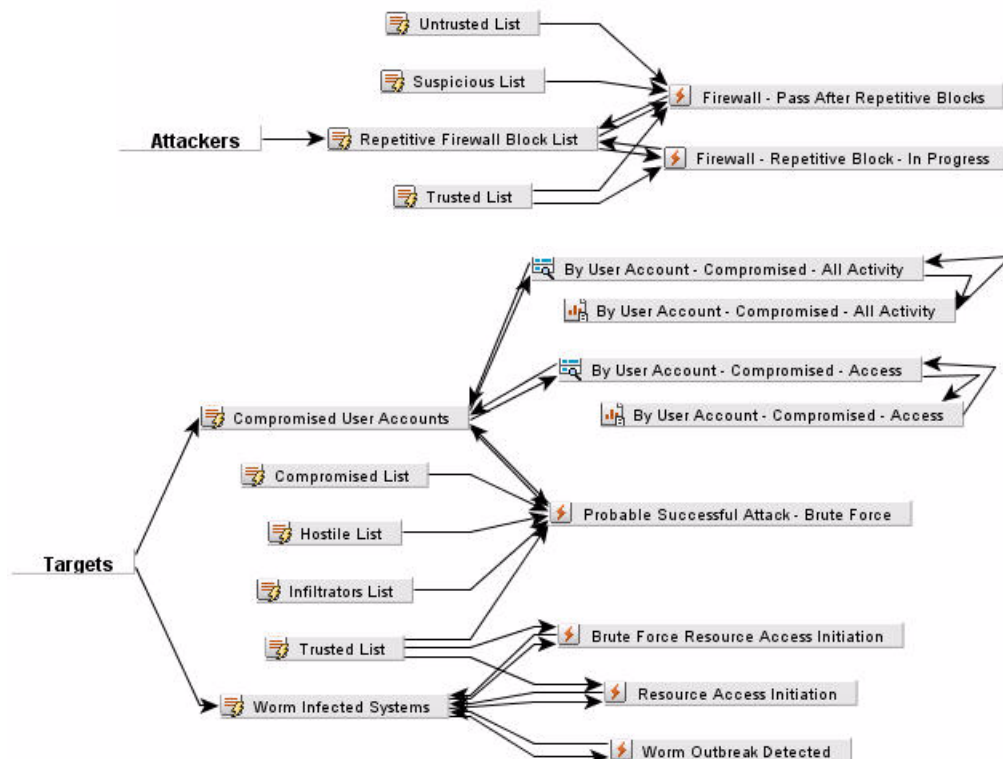 Untrusted List
Suspicious List
Firewall - Pass After Repetitive Blocks
Attackers
Repetitive Firewall Block List
Firewall - Repetitive Block - In Progress
Trusted List
By User Account - Compromised - All Activity
By User Account - Compromised - All Activity
By User Account - Compromised - Access
By User Account - Compromised - Access
Compromised User Accounts
Compromised List
Probable Successful Attack - Brute Force
Hostile List
Targets
Infiltrators List
Trusted List
Brute Force Resource Access Initiation
Resource Access Initiation
Worm Infected Systems
Worm Outbreak Detected